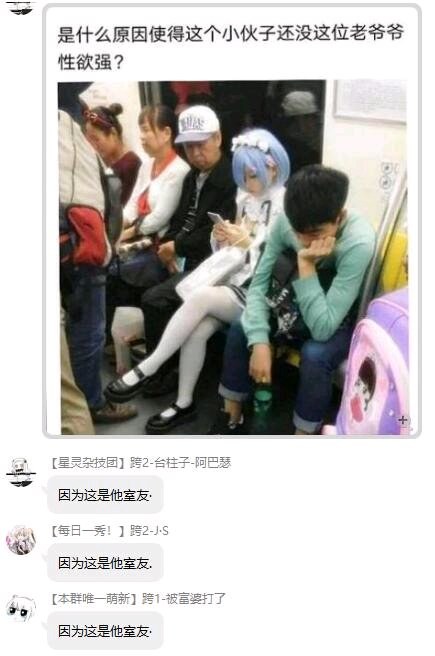 是什么原因使得这个小伙子还没这位老爷爷
性欲强？
【星灵杂技团】跨2-台柱子-阿巴瑟
因为这是他室友·
【每日一秀！】跨2-J·S
因为这是他室友.
【本群唯一萌新】跨1-被富婆打了
因为这是他室友·